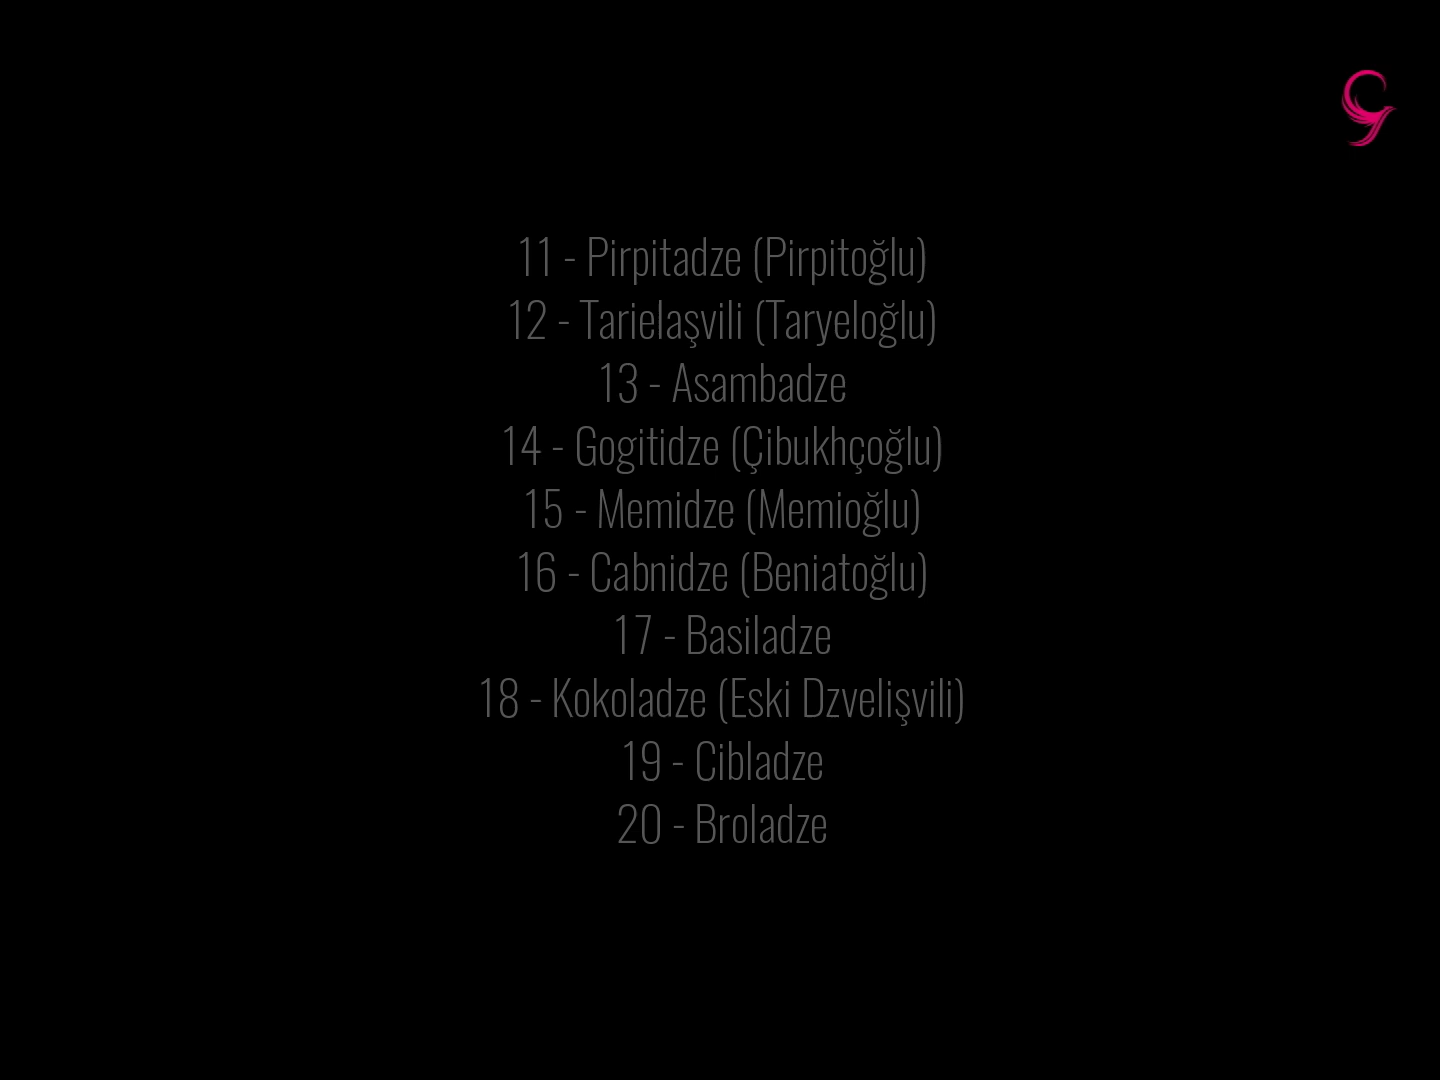 11 - Pirpitadze (Pirpitoğlu)
12 - Tarielaşvili (Taryeloğlu)
13 - Asambadze
14 - Gogitidze (Çibukhçoğlu)
15 - Memidze (Memioğlu)
16 - Cabnidze (Beniatoğlu)
17 - Basiladze
18 - Kokoladze (Eski Dzvelişvili)
19 - Cibladze
20 - Broladze